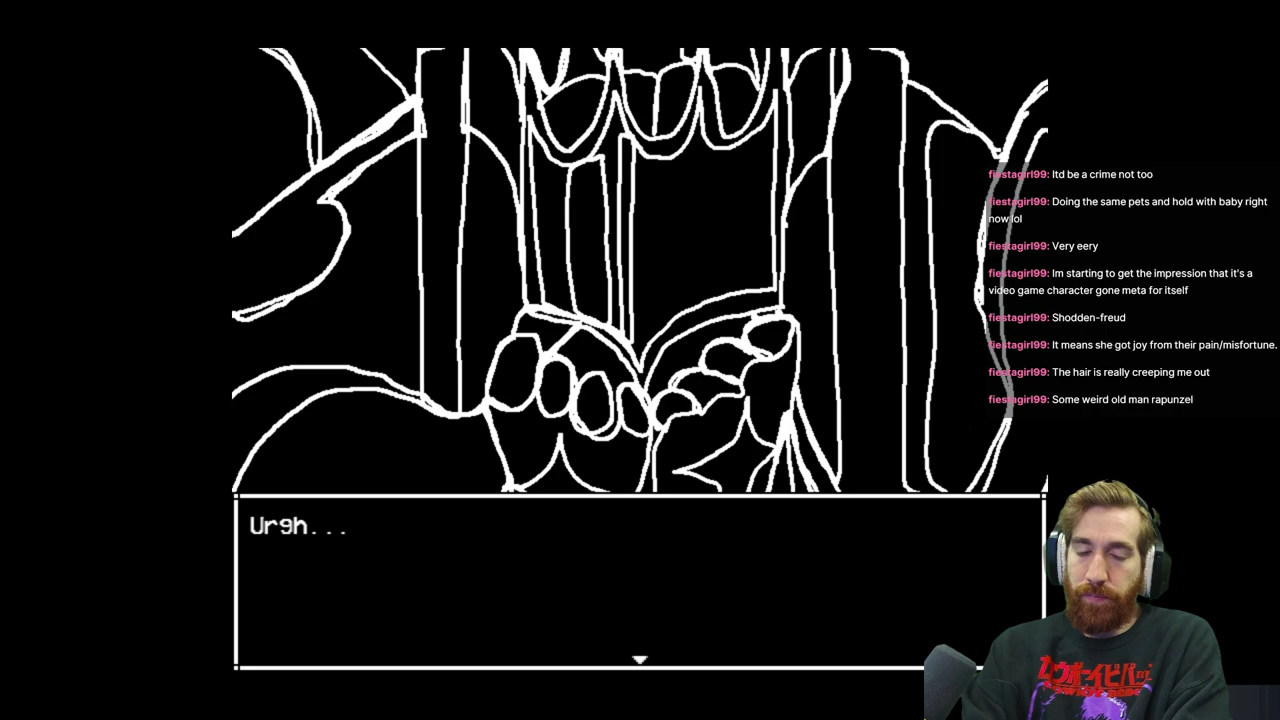 fiestagirl99: Itd be a crime not too
fiestagirl99: Doing the same pets and hold with baby right
now lol
fiestagirl99: Very eery
fiestagirl99: Im starting to get the impression that it's a
video game character gone meta for itself
fiestagirl99: Shodden-freud
fiestagirl99: It means she got joy from their pain/misfortune.
fiestagirl99: The hair is really creeping me out
fiestagirl99: Some weird old man rapunzel
Urgh...